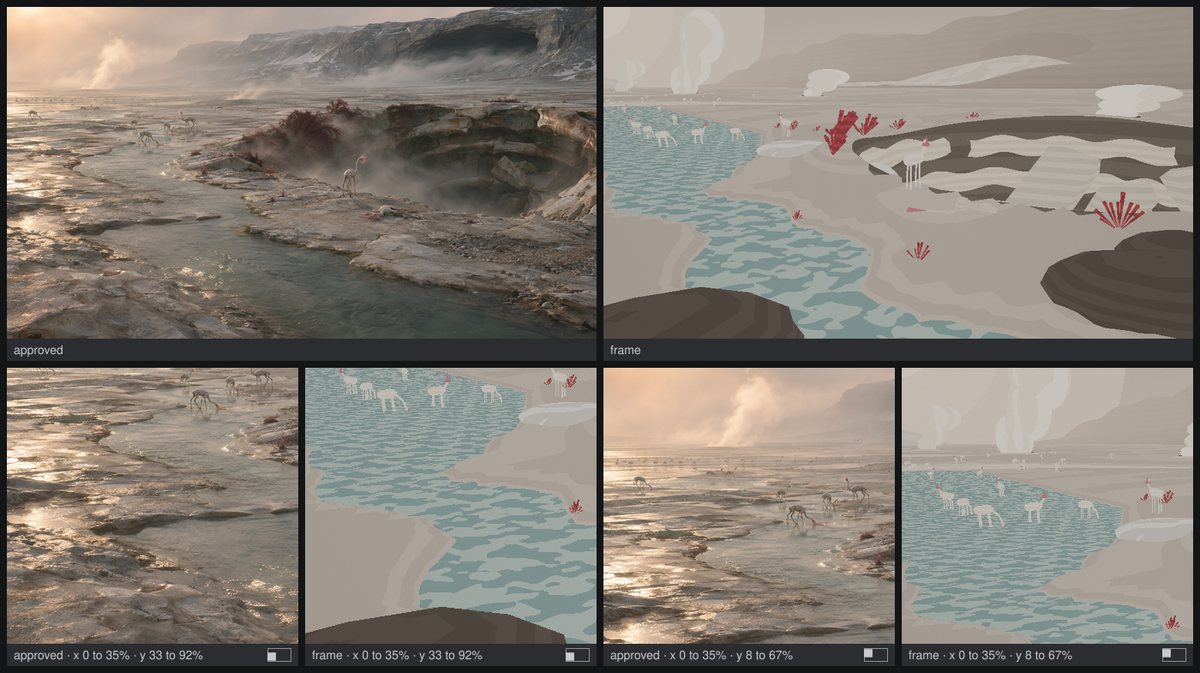 approved
frame
approved · x 0 to 35% · y 33 to 92%
frame · x 0 to 35% · y 33 to 92%
approved · x 0 to 35% · y 8 to 67%
frame · x 0 to 35% · y 8 to 67%